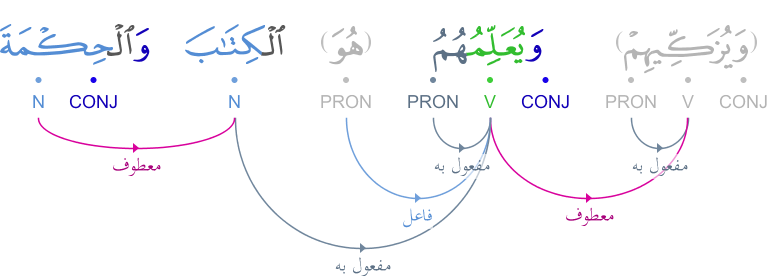 (وَيُزَكِّيهِمْ) وَيُعَلِّمُهُمُ (هُوَ) ٱلْكِتَٰبَ وَٱلْحِكْمَةَ
CONJ V PRON CONJ V PRON PRON N CONJ N
مفعول به مفعول به معطوف
فاعل معطوف
مفعول به